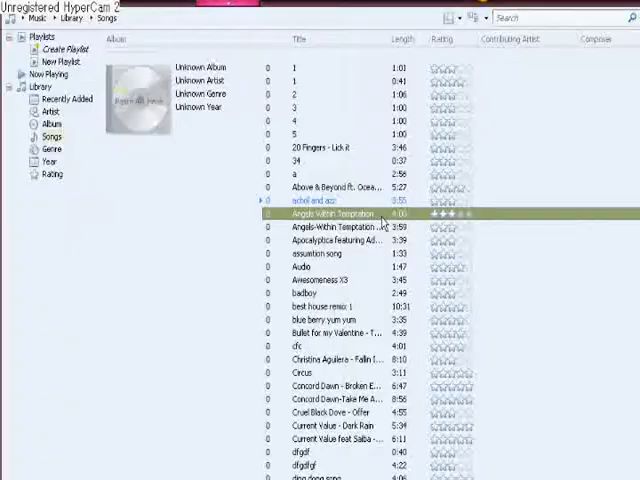 Unregistered HyperCam 2
Music Library Songs
Search
Playlists
Create Playlist
New Playlist
Now Playing
Library
Recently Added
Artist
Album
Songs
Genre
Year
Rating
Album Title Length Rating Contributing Artist Composer
Unknown Album
Unknown Artist
Unknown Genre
Unknown Year
0 1 1:01
0 1 0:41
0 2 1:06
0 3 1:01
0 4 1:01
0 5 1:01
0 20 Fingers - Lick it 3:46
0 34 0:37
0 a 2:56
0 Above & Beyond ft. Ocea... 5:27
0 achol and azz 3:55
0 Angels Within Temptation 4:00
0 Angels-Within Temptation ... 3:59
0 Apocalyptica featuring Ad... 3:39
0 assumtion song 1:33
0 Audio 1:47
0 Awesomeness X3 3:45
0 badboy 2:49
0 best house remix 1 10:31
0 blue berry yum yum 3:35
0 Bullet for my Valentine - T... 4:39
0 cfc 4:01
0 Christina Aguilera - Fallin I... 8:10
0 Circus 3:11
0 Concord Dawn - Broken E... 6:47
0 Concord Dawn-Take Me A... 8:56
0 Cruel Black Dove - Offer 4:55
0 Current Value - Dark Rain 5:34
0 Current Value feat Saiba -... 6:11
0 dfgdf 0:40
0 dfgdfgf 4:22
0 ding dong song 4:06